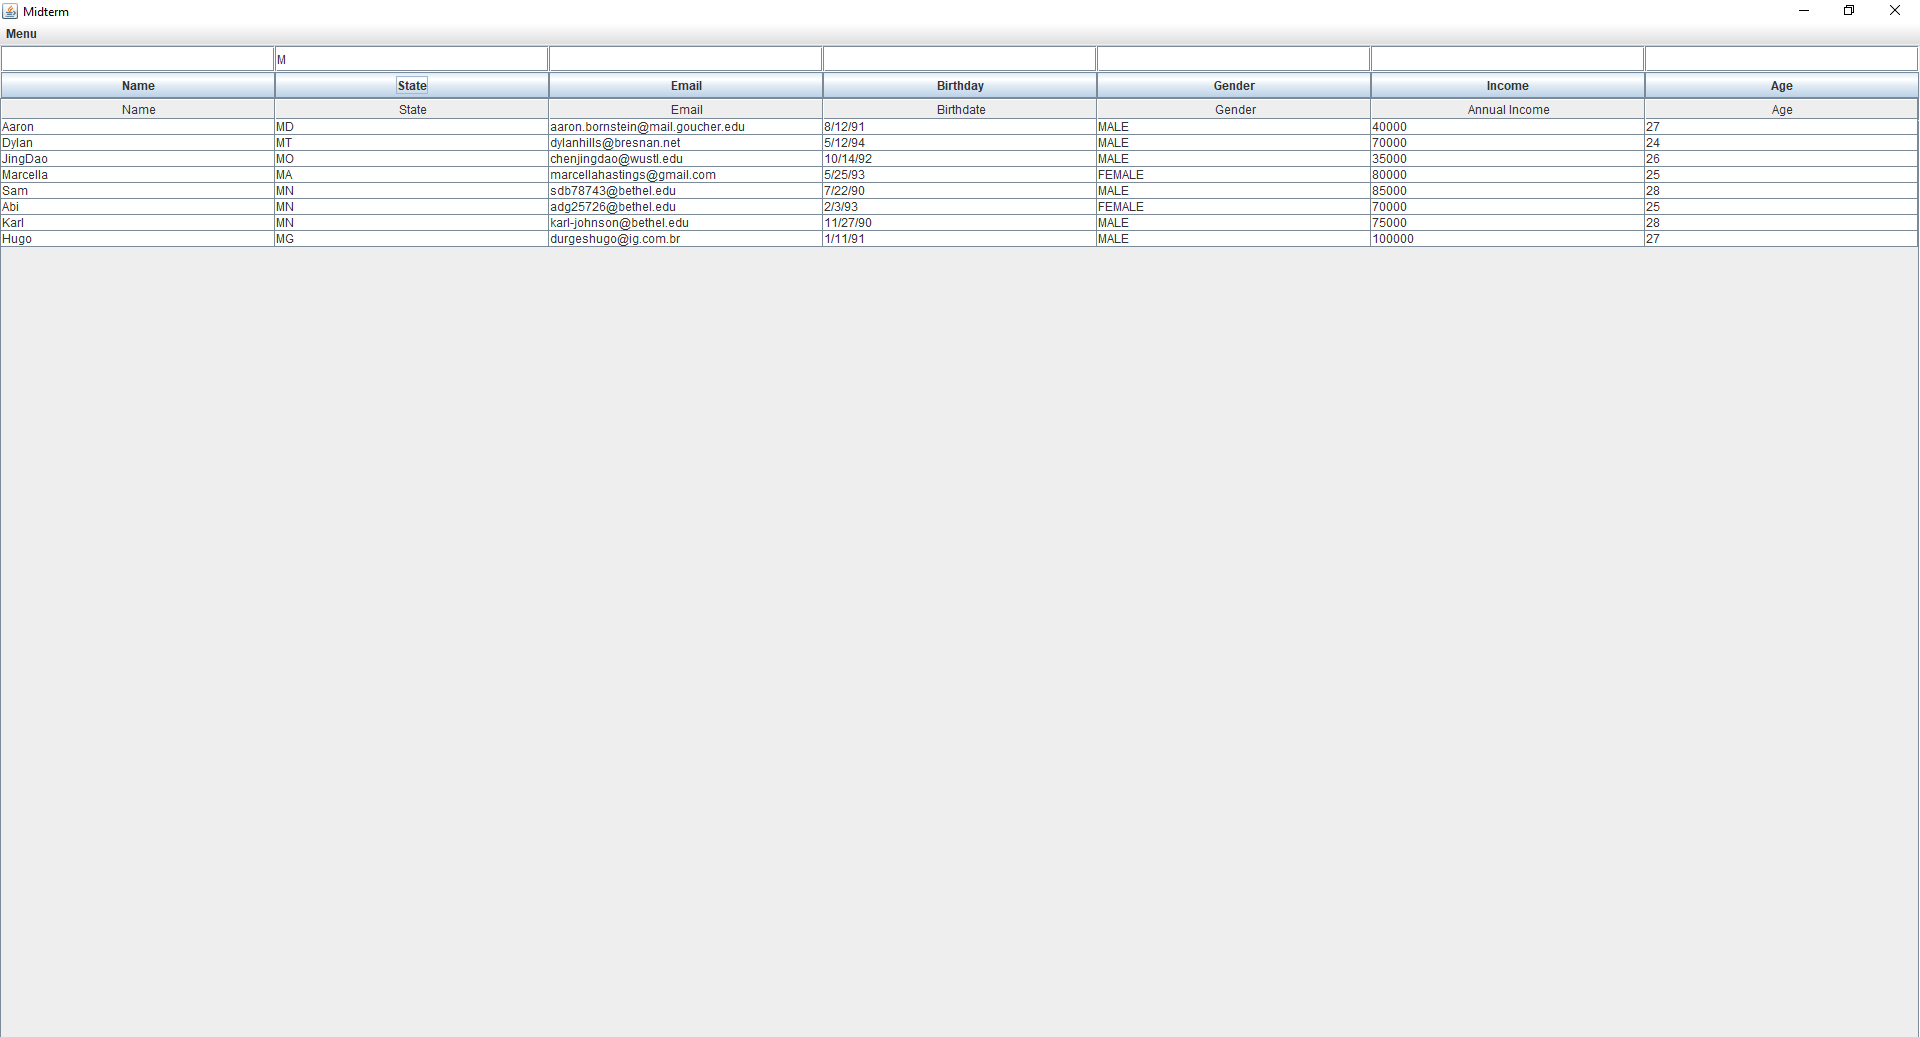 Midterm
Menu
M
Name State Email Birthday Gender Income Age
Name State Email Birthdate Gender Annual Income Age
Aaron MD aaron.bornstein@mail.goucher.edu 8/12/91 MALE 40000 27
Dylan MT dylanhills@bresnan.net 5/12/94 MALE 70000 24
JingDao MO chenjingdao@wustl.edu 10/14/92 MALE 35000 26
Marcella MA marcellahastings@gmail.com 5/25/93 FEMALE 80000 25
Sam MN sdb78743@bethel.edu 7/22/90 MALE 85000 28
Abi MN adg25726@bethel.edu 2/3/93 FEMALE 70000 25
Karl MN karl-johnson@bethel.edu 11/27/90 MALE 75000 28
Hugo MG durgeshugo@ig.com.br 1/11/91 MALE 100000 27